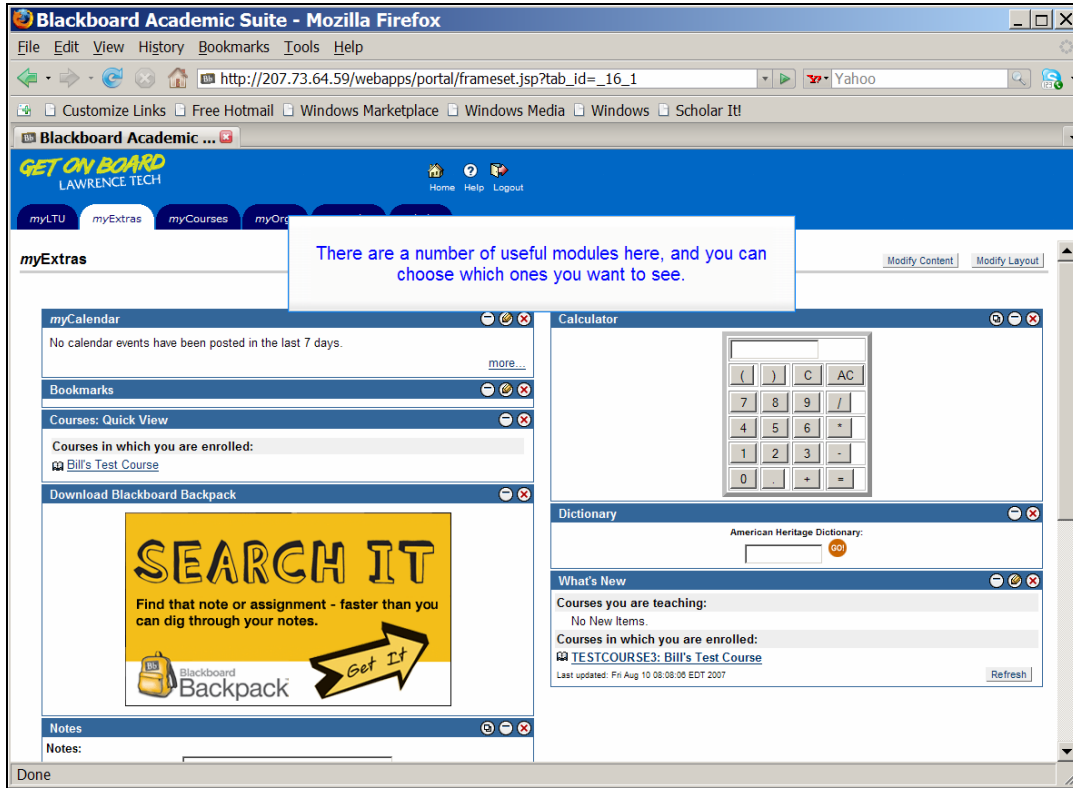 Blackboard Academic Suite - Mozilla Firefox
File Edit View History Bookmarks Tools Help
http://207.73.64.59/webapps/portal/frameset.jsp?tab_id=_16_1
Yahoo
Customize Links Free Hotmail Windows Marketplace Windows Media Windows Scholar It!
Blackboard Academic ...
GET ON BOARD
LAWRENCE TECH
Home Help Logout
myLTU myExtras myCourses
There are a number of useful modules here, and you can
choose which ones you want to see.
myExtras
Modify Content Modify Layout
myCalendar
No calendar events have been posted in the last 7 days.
more...
Bookmarks
Courses: Quick View
Courses in which you are enrolled:
Bill's Test Course
Download Blackboard Backpack
SEARCH IT
Find that note or assignment - faster than you
can dig through your notes.
Get It
Bb
Blackboard
Backpack
Notes
Notes:
Calculator
( ) C AC
7 8 9 /
4 5 6 *
1 2 3 -
0 . + =
Dictionary
American Heritage Dictionary:
GO!
What's New
Courses you are teaching:
No New Items.
Courses in which you are enrolled:
TESTCOURSE3: Bill's Test Course
Last updated: Fri Aug 10 08:08:06 EDT 2007
Refresh
Done